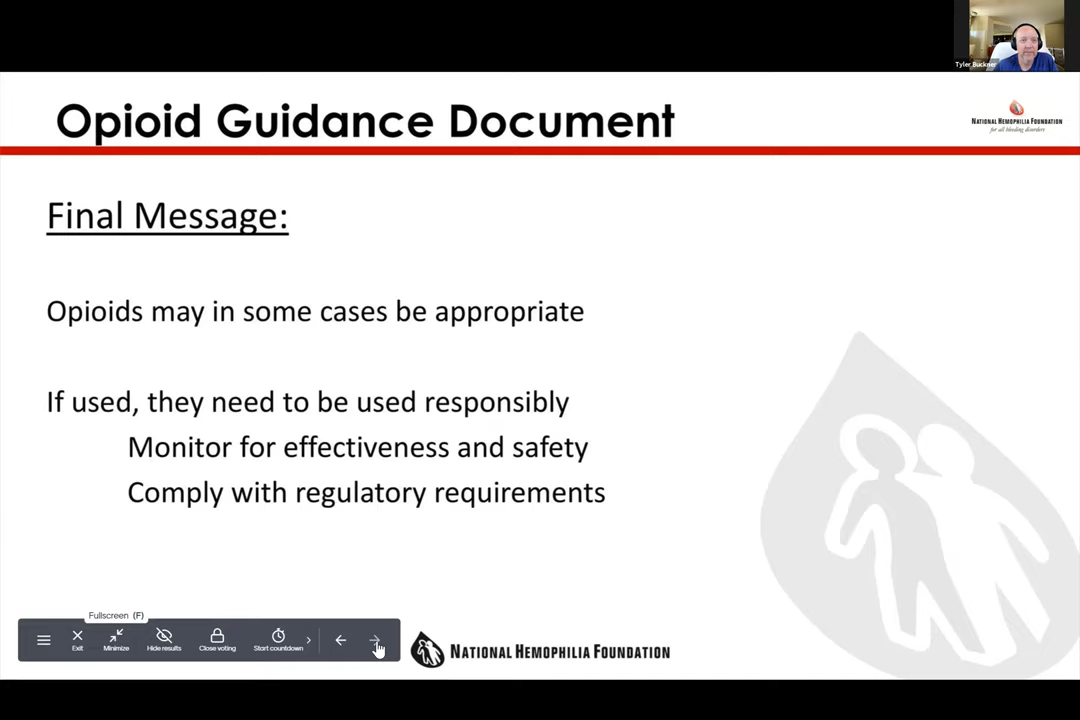 Tyler Buckner
Opioid Guidance Document
NATIONAL HEMOPHILIA FOUNDATION
for all bleeding disorders
Final Message:
Opioids may in some cases be appropriate
If used, they need to be used responsibly
Monitor for effectiveness and safety
Comply with regulatory requirements
Fullscreen (F)
Exit
Minimize
Hide results
Close voting
Start countdown
NATIONAL HEMOPHILIA FOUNDATION